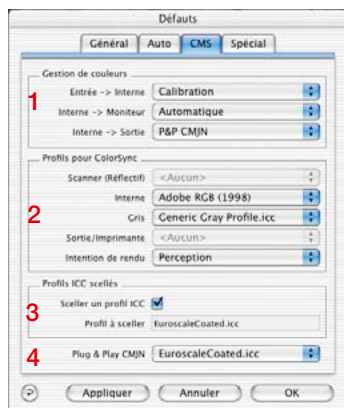 Défauts
Général Auto CMS Spécial
Gestion de couleurs
1
Entrée -> Interne Calibration
Interne -> Moniteur Automatique
Interne -> Sortie P&P CMJN
Profils pour ColorSync
2
Scanner (Réflectif) <Aucun>
Interne Adobe RGB (1998)
Gris Generic Gray Profile.icc
Sortie/Imprimante <Aucun>
Intention de rendu Perception
Profils ICC scellés
3
Sceller un profil ICC
Profil à sceller EuroscaleCoated.icc
4 Plug & Play CMJN EuroscaleCoated.icc
Appliquer Annuler OK